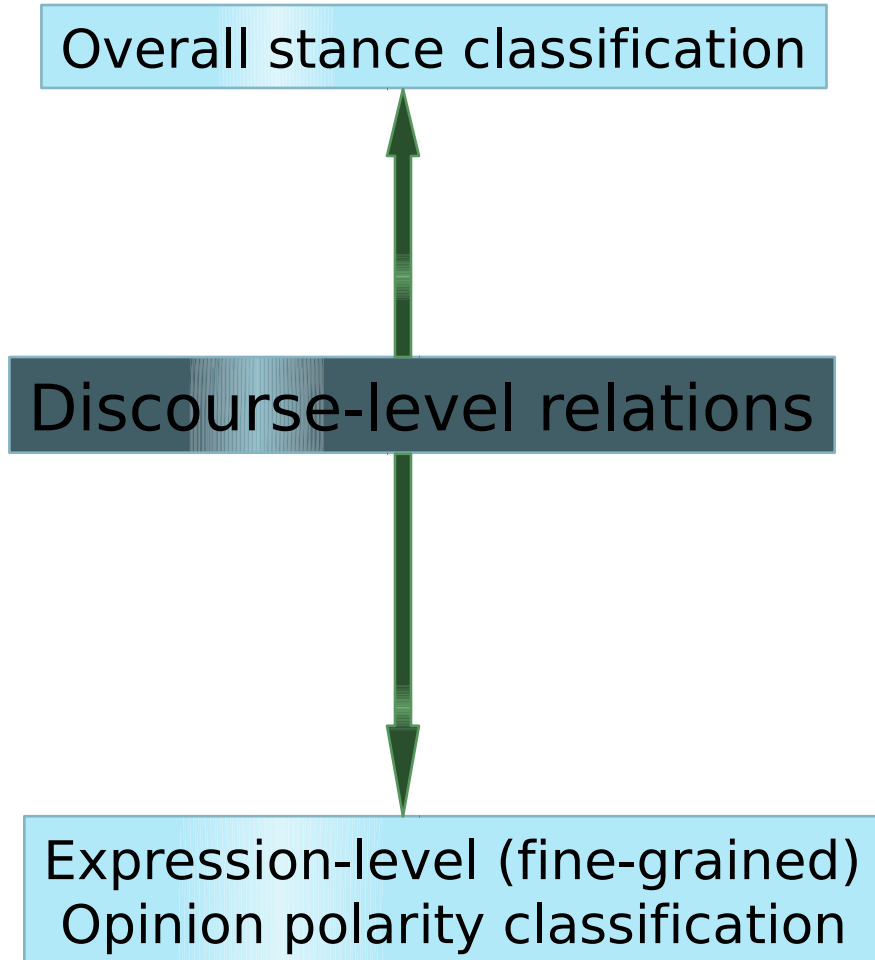 Overall stance classification
Discourse-level relations
Expression-level (fine-grained)
Opinion polarity classification